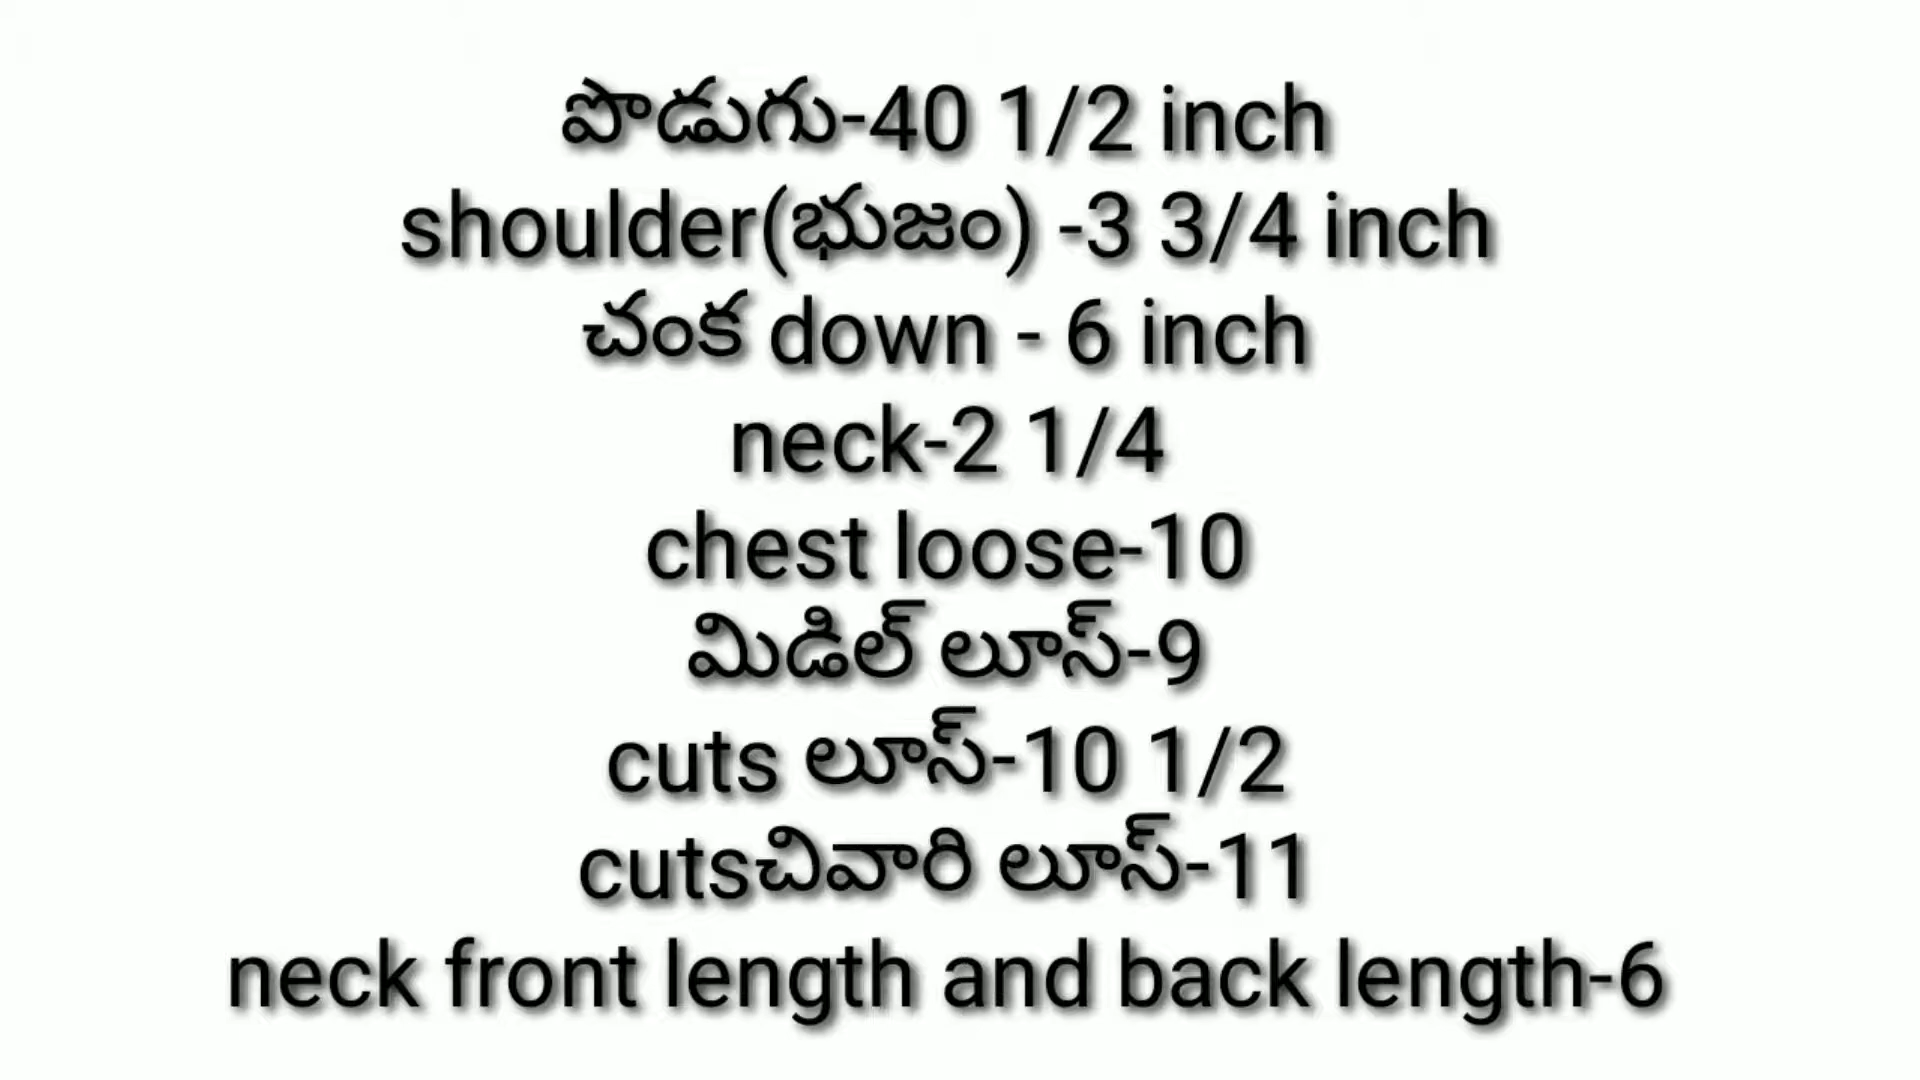 పొడుగు-40 1/2 inch
shoulder(భుజం) -3 3/4 inch
చంక down - 6 inch
neck-2 1/4
chest loose-10
మిడిల్ లూస్-9
cuts లూస్-10 1/2
cutsచివారి లూస్-11
neck front length and back length-6